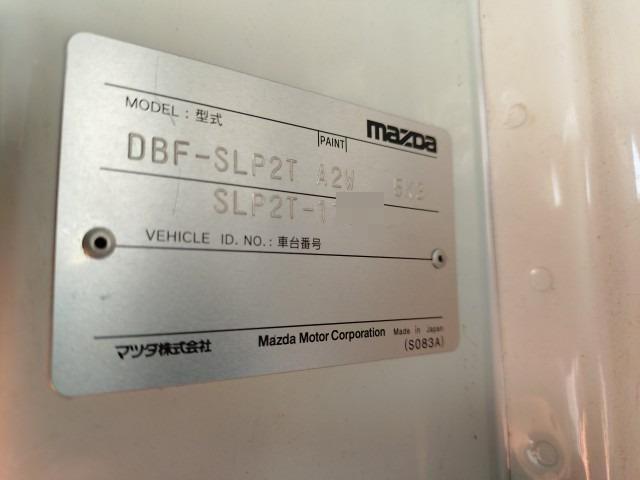 MODEL : 型式
PAINT
mazda
DBF-SLP2T A2W
SLP2T-1
VEHICLE ID. NO. : 車台番号
マツダ株式会社
Mazda Motor Corporation Made in Japan
(S083A)